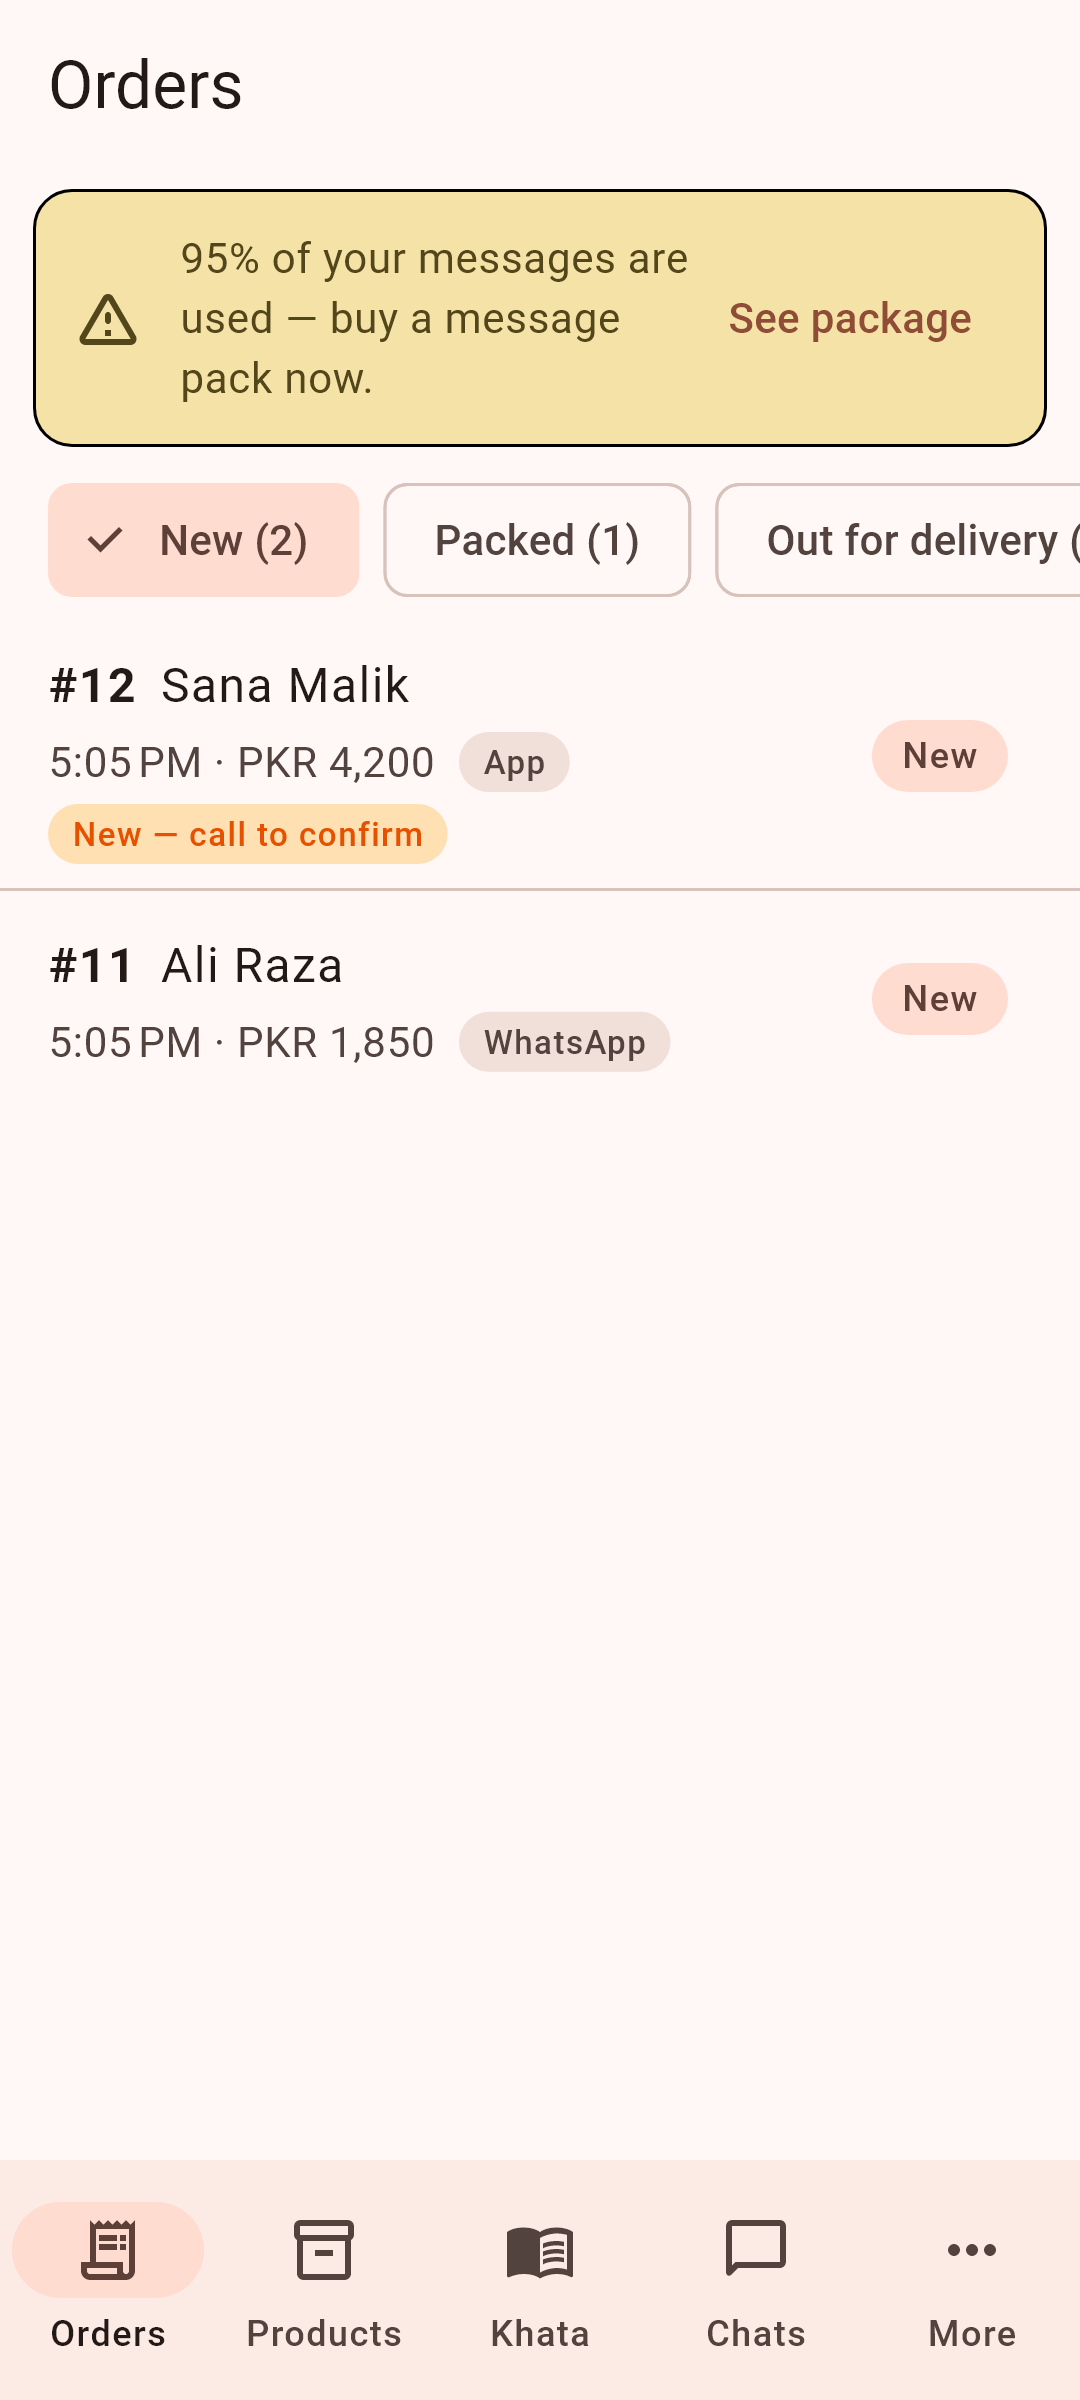 Orders
95% of your messages are
used — buy a message
pack now.
See package
New (2)
Packed (1)
Out for delivery (
#12 Sana Malik
5:05 PM · PKR 4,200
App
New — call to confirm
New
#11 Ali Raza
5:05 PM · PKR 1,850
WhatsApp
New
Orders
Products
Khata
Chats
More